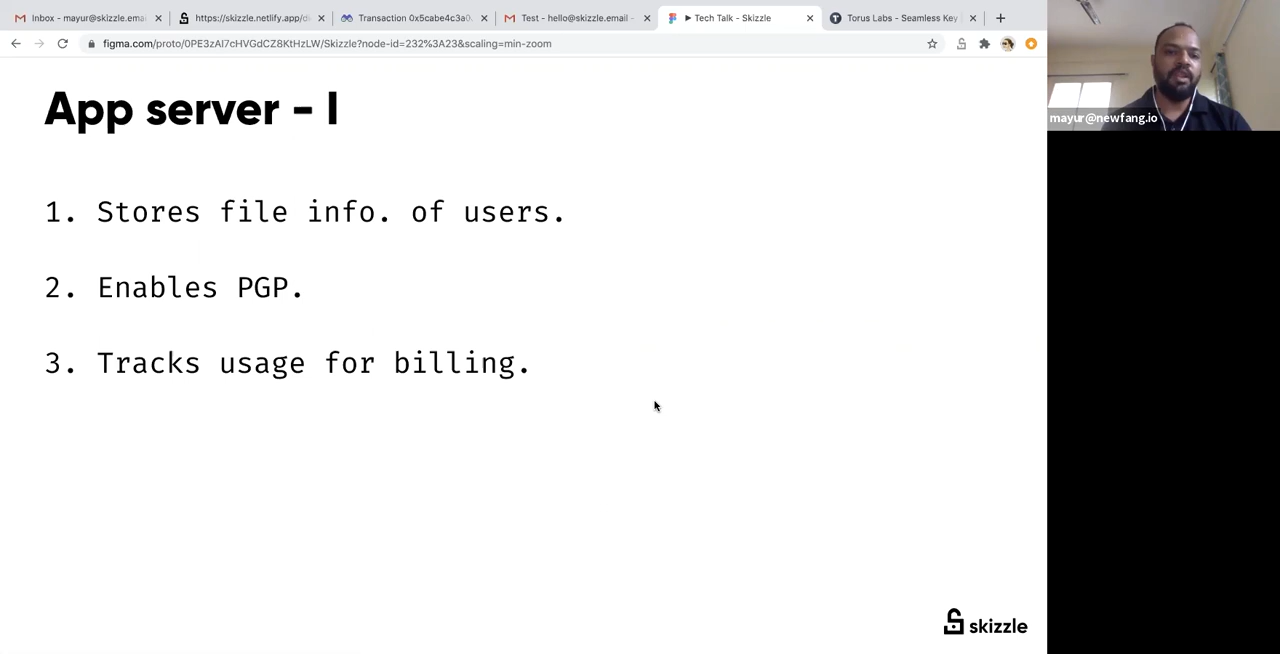 Inbox - mayur@skizzle.emai
https://skizzle.netlify.app/d
Transaction 0x5cabe4c3a0
Test - hello@skizzle.email -
Tech Talk - Skizzle
Torus Labs - Seamless Key
figma.com/proto/0PE3zAI7cHVGdCZ8KtHzLW/Skizzle?node-id=232%3A23&scaling=min-zoom
App server - I
1. Stores file info. of users.
2. Enables PGP.
3. Tracks usage for billing.
mayur@newfang.io
skizzle